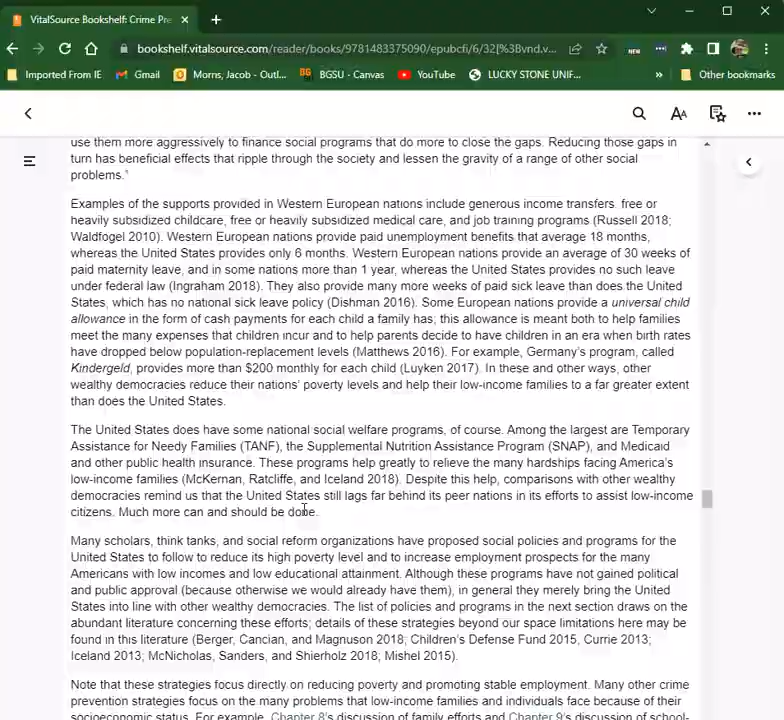 VitalSource Bookshelf: Crime Pre
bookshelf.vitalsource.com/reader/books/9781483375090/epubcfi/6/32[%3Bvnd.v...
NEW
Imported From IE
Gmail
Morris, Jacob - Outl...
BGSU - Canvas
YouTube
LUCKY STONE UNIF...
»
Other bookmarks
AA
use them more aggressively to finance social programs that do more to close the gaps. Reducing those gaps in
turn has beneficial effects that ripple through the society and lessen the gravity of a range of other social
problems.*
Examples of the supports provided in Western European nations include generous income transfers. free or
heavily subsidized childcare, free or heavily subsidized medical care, and job training programs (Russell 2018;
Waldfogel 2010). Western European nations provide paid unemployment benefits that average 18 months,
whereas the United States provides only 6 months. Western European nations provide an average of 30 weeks of
paid maternity leave, and in some nations more than 1 year, whereas the United States provides no such leave
under federal law (Ingraham 2018). They also provide many more weeks of paid sick leave than does the United
States, which has no national sick leave policy (Dishman 2016). Some European nations provide a universal child
allowance in the form of cash payments for each child a family has; this allowance is meant both to help families
meet the many expenses that children incur and to help parents decide to have children in an era when birth rates
have dropped below population-replacement levels (Matthews 2016). For example, Germany's program, called
Kindergeld, provides more than $200 monthly for each child (Luyken 2017). In these and other ways, other
wealthy democracies reduce their nations' poverty levels and help their low-income families to a far greater extent
than does the United States.
The United States does have some national social welfare programs, of course. Among the largest are Temporary
Assistance for Needy Families (TANF), the Supplemental Nutrition Assistance Program (SNAP), and Medicaid
and other public health insurance. These programs help greatly to relieve the many hardships facing America's
low-income families (McKernan, Ratcliffe, and Iceland 2018). Despite this help, comparisons with other wealthy
democracies remind us that the United States still lags far behind its peer nations in its efforts to assist low-income
citizens. Much more can and should be done.
Many scholars, think tanks, and social reform organizations have proposed social policies and programs for the
United States to follow to reduce its high poverty level and to increase employment prospects for the many
Americans with low incomes and low educational attainment. Although these programs have not gained political
and public approval (because otherwise we would already have them), in general they merely bring the United
States into line with other wealthy democracies. The list of policies and programs in the next section draws on the
abundant literature concerning these efforts; details of these strategies beyond our space limitations here may be
found in this literature (Berger, Cancian, and Magnuson 2018; Children's Defense Fund 2015, Currie 2013;
Iceland 2013; McNicholas, Sanders, and Shierholz 2018; Mishel 2015).
Note that these strategies focus directly on reducing poverty and promoting stable employment. Many other crime
prevention strategies focus on the many problems that low-income families and individuals face because of their
socioeconomic status. For example, Chapter 8's discussion of family efforts and Chapter 9's discussion of school-